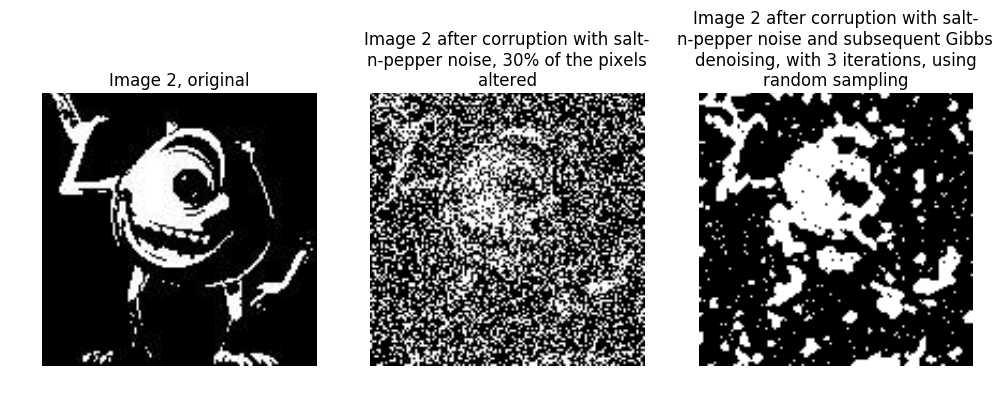 Image 2, original
Image 2 after corruption with salt-
n-pepper noise, 30% of the pixels
altered
Image 2 after corruption with salt-
n-pepper noise and subsequent Gibbs
denoising, with 3 iterations, using
random sampling